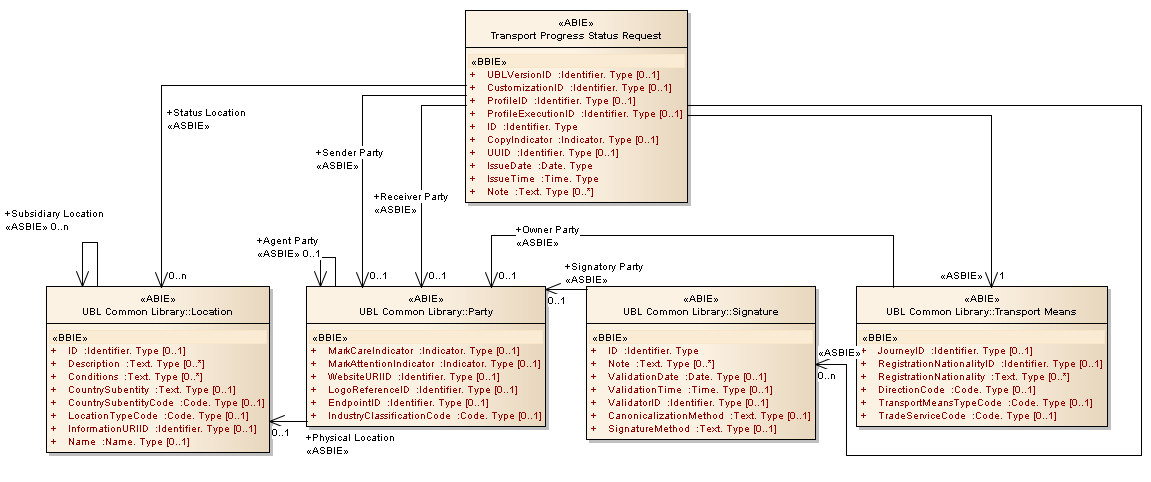 «ABIE»
Transport Progress Status Request
«BBIE»
+ UBLVersionID :Identifier. Type [0..1]
+ CustomizationID :Identifier. Type [0..1]
+ ProfileID :Identifier. Type [0..1]
+ ProfileExecutionID :Identifier. Type [0..1]
+ ID :Identifier. Type
+ CopyIndicator :Indicator. Type [0..1]
+ UUID :Identifier. Type [0..1]
+ IssueDate :Date. Type
+ IssueTime :Time. Type
+ Note :Text. Type [0..*]
+Status Location
«ASBIE»
0..n
+Sender Party
«ASBIE»
0..1
+Receiver Party
«ASBIE»
0..1
+Subsidiary Location
«ASBIE» 0..n
+Agent Party
«ASBIE» 0..1
+Owner Party
«ASBIE»
0..1
+Signatory Party
«ASBIE»
0..1
«ASBIE»
1
«ABIE»
UBL Common Library::Location
«BBIE»
+ ID :Identifier. Type [0..1]
+ Description :Text. Type [0..*]
+ Conditions :Text. Type [0..*]
+ CountrySubentity :Text. Type [0..1]
+ CountrySubentityCode :Code. Type [0..1]
+ LocationTypeCode :Code. Type [0..1]
+ InformationURIID :Identifier. Type [0..1]
+ Name :Name. Type [0..1]
«ABIE»
UBL Common Library::Party
«BBIE»
+ MarkCareIndicator :Indicator. Type [0..1]
+ MarkAttentionIndicator :Indicator. Type [0..1]
+ WebsiteURIID :Identifier. Type [0..1]
+ LogoReferenceID :Identifier. Type [0..1]
+ EndpointID :Identifier. Type [0..1]
+ IndustryClassificationCode :Code. Type [0..1]
0..1
+Physical Location
«ASBIE»
«ABIE»
UBL Common Library::Signature
«BBIE»
+ ID :Identifier. Type
+ Note :Text. Type [0..*]
+ ValidationDate :Date. Type [0..1]
+ ValidationTime :Time. Type [0..1]
+ ValidatorID :Identifier. Type [0..1]
+ CanonicalizationMethod :Text. Type [0..1]
+ SignatureMethod :Text. Type [0..1]
«ASBIE»
0..n
«ABIE»
UBL Common Library::Transport Means
«BBIE»
+ JourneyID :Identifier. Type [0..1]
+ RegistrationNationalityID :Identifier. Type [0..1]
+ RegistrationNationality :Text. Type [0..*]
+ DirectionCode :Code. Type [0..1]
+ TransportMeansTypeCode :Code. Type [0..1]
+ TradeServiceCode :Code. Type [0..1]